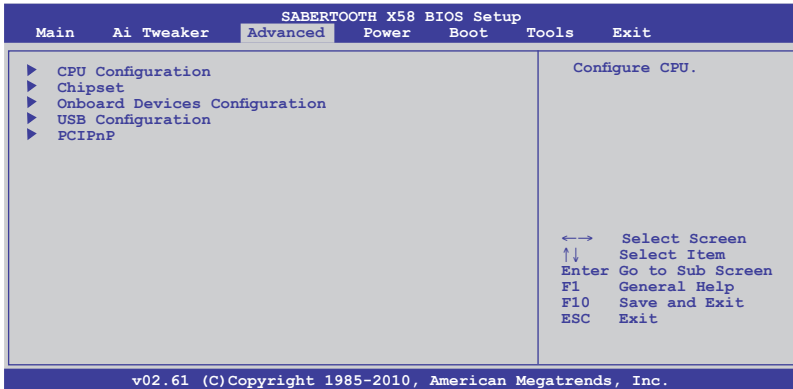 SABERTOOTH X58 BIOS Setup
Main Ai Tweaker Advanced Power Boot Tools Exit
CPU Configuration
Chipset
Onboard Devices Configuration
USB Configuration
PCIPnP
Configure CPU.
←→ Select Screen
↑↓ Select Item
Enter Go to Sub Screen
F1 General Help
F10 Save and Exit
ESC Exit
v02.61 (C)Copyright 1985-2010, American Megatrends, Inc.